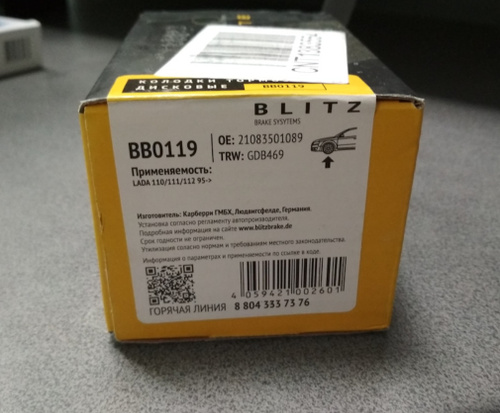 КОЛОДКИ ТОРМОЗ
ДИСКОВЫЕ BB0119
BLITZ
BRAKE SYSYTEMS
BB0119
OE: 21083501089
TRW: GDB469
Применяемость:
LADA 110/111/112 95->
Изготовитель: Карберри ГМБХ, Людвигсфельде, Германия.
Установка согласно регламенту автопроизводителя.
Подробная информация на сайте www.blitzbrake.de
Срок годности не ограничен.
Утилизация согласно нормам и требованиям местного законодательства.
Информация о параметрах и применяемости по ссылке в коде
4 059421 002601
ГОРЯЧАЯ ЛИНИЯ 8 804 333 73 76